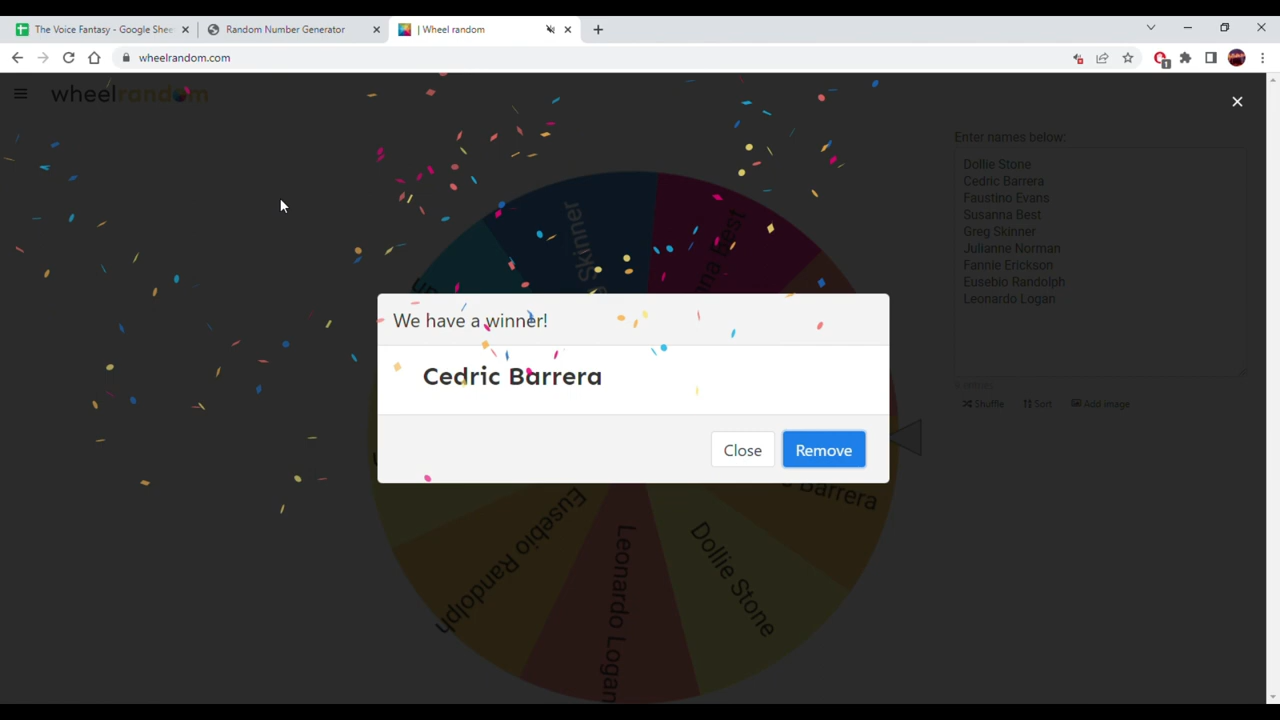 The Voice Fantasy - Google Shee
Random Number Generator
| Wheel random
wheelrandom.com
1
wheelrandom
Enter names below:
Dollie Stone
Cedric Barrera
Faustino Evans
Susanna Best
Greg Skinner
Julianne Norman
Fannie Erickson
Eusebio Randolph
Leonardo Logan
Shuffle
Sort
Add image
Skinner
Best
We have a winner!
Cedric Barrera
Close
Remove
Barrera
Dollie Stone
Leonardo Logan
Eusebio Randolph